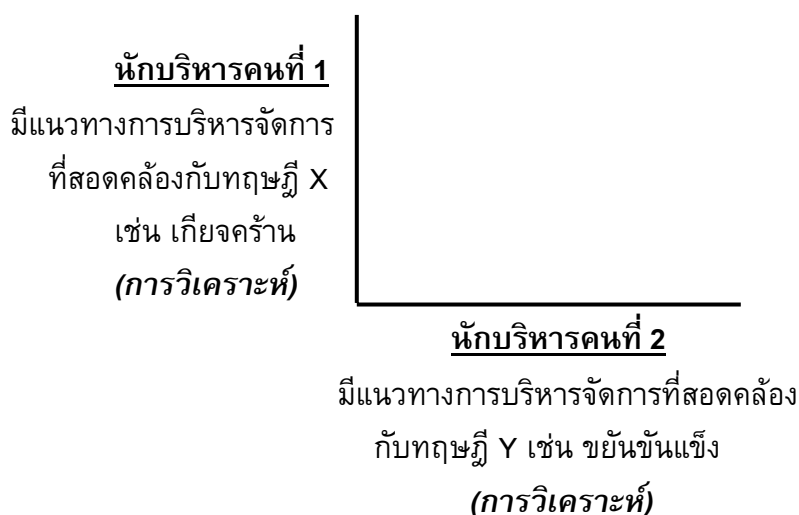 นักบริหารคนที่ 1
มีแนวทางการบริหารจัดการ
ที่สอดคล้องกับทฤษฎี X
เช่น เกียจคร้าน
(การวิเคราะห์)
นักบริหารคนที่ 2
มีแนวทางการบริหารจัดการที่สอดคล้อง
กับทฤษฎี Y เช่น ขยันขันแข็ง
(การวิเคราะห์)